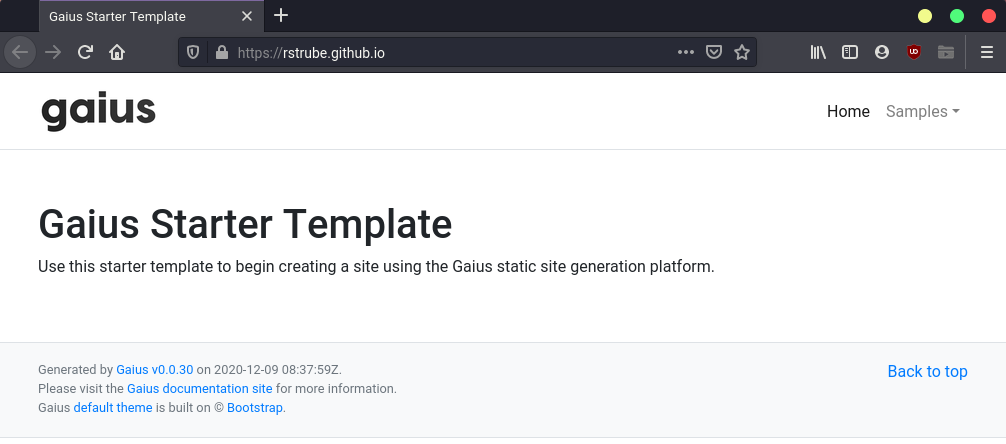 Gaius Starter Template
https://rstrube.github.io
gaius
Home Samples
Gaius Starter Template
Use this starter template to begin creating a site using the Gaius static site generation platform.
Generated by Gaius v0.0.30 on 2020-12-09 08:37:59Z.
Back to top
Please visit the Gaius documentation site for more information.
Gaius default theme is built on © Bootstrap.